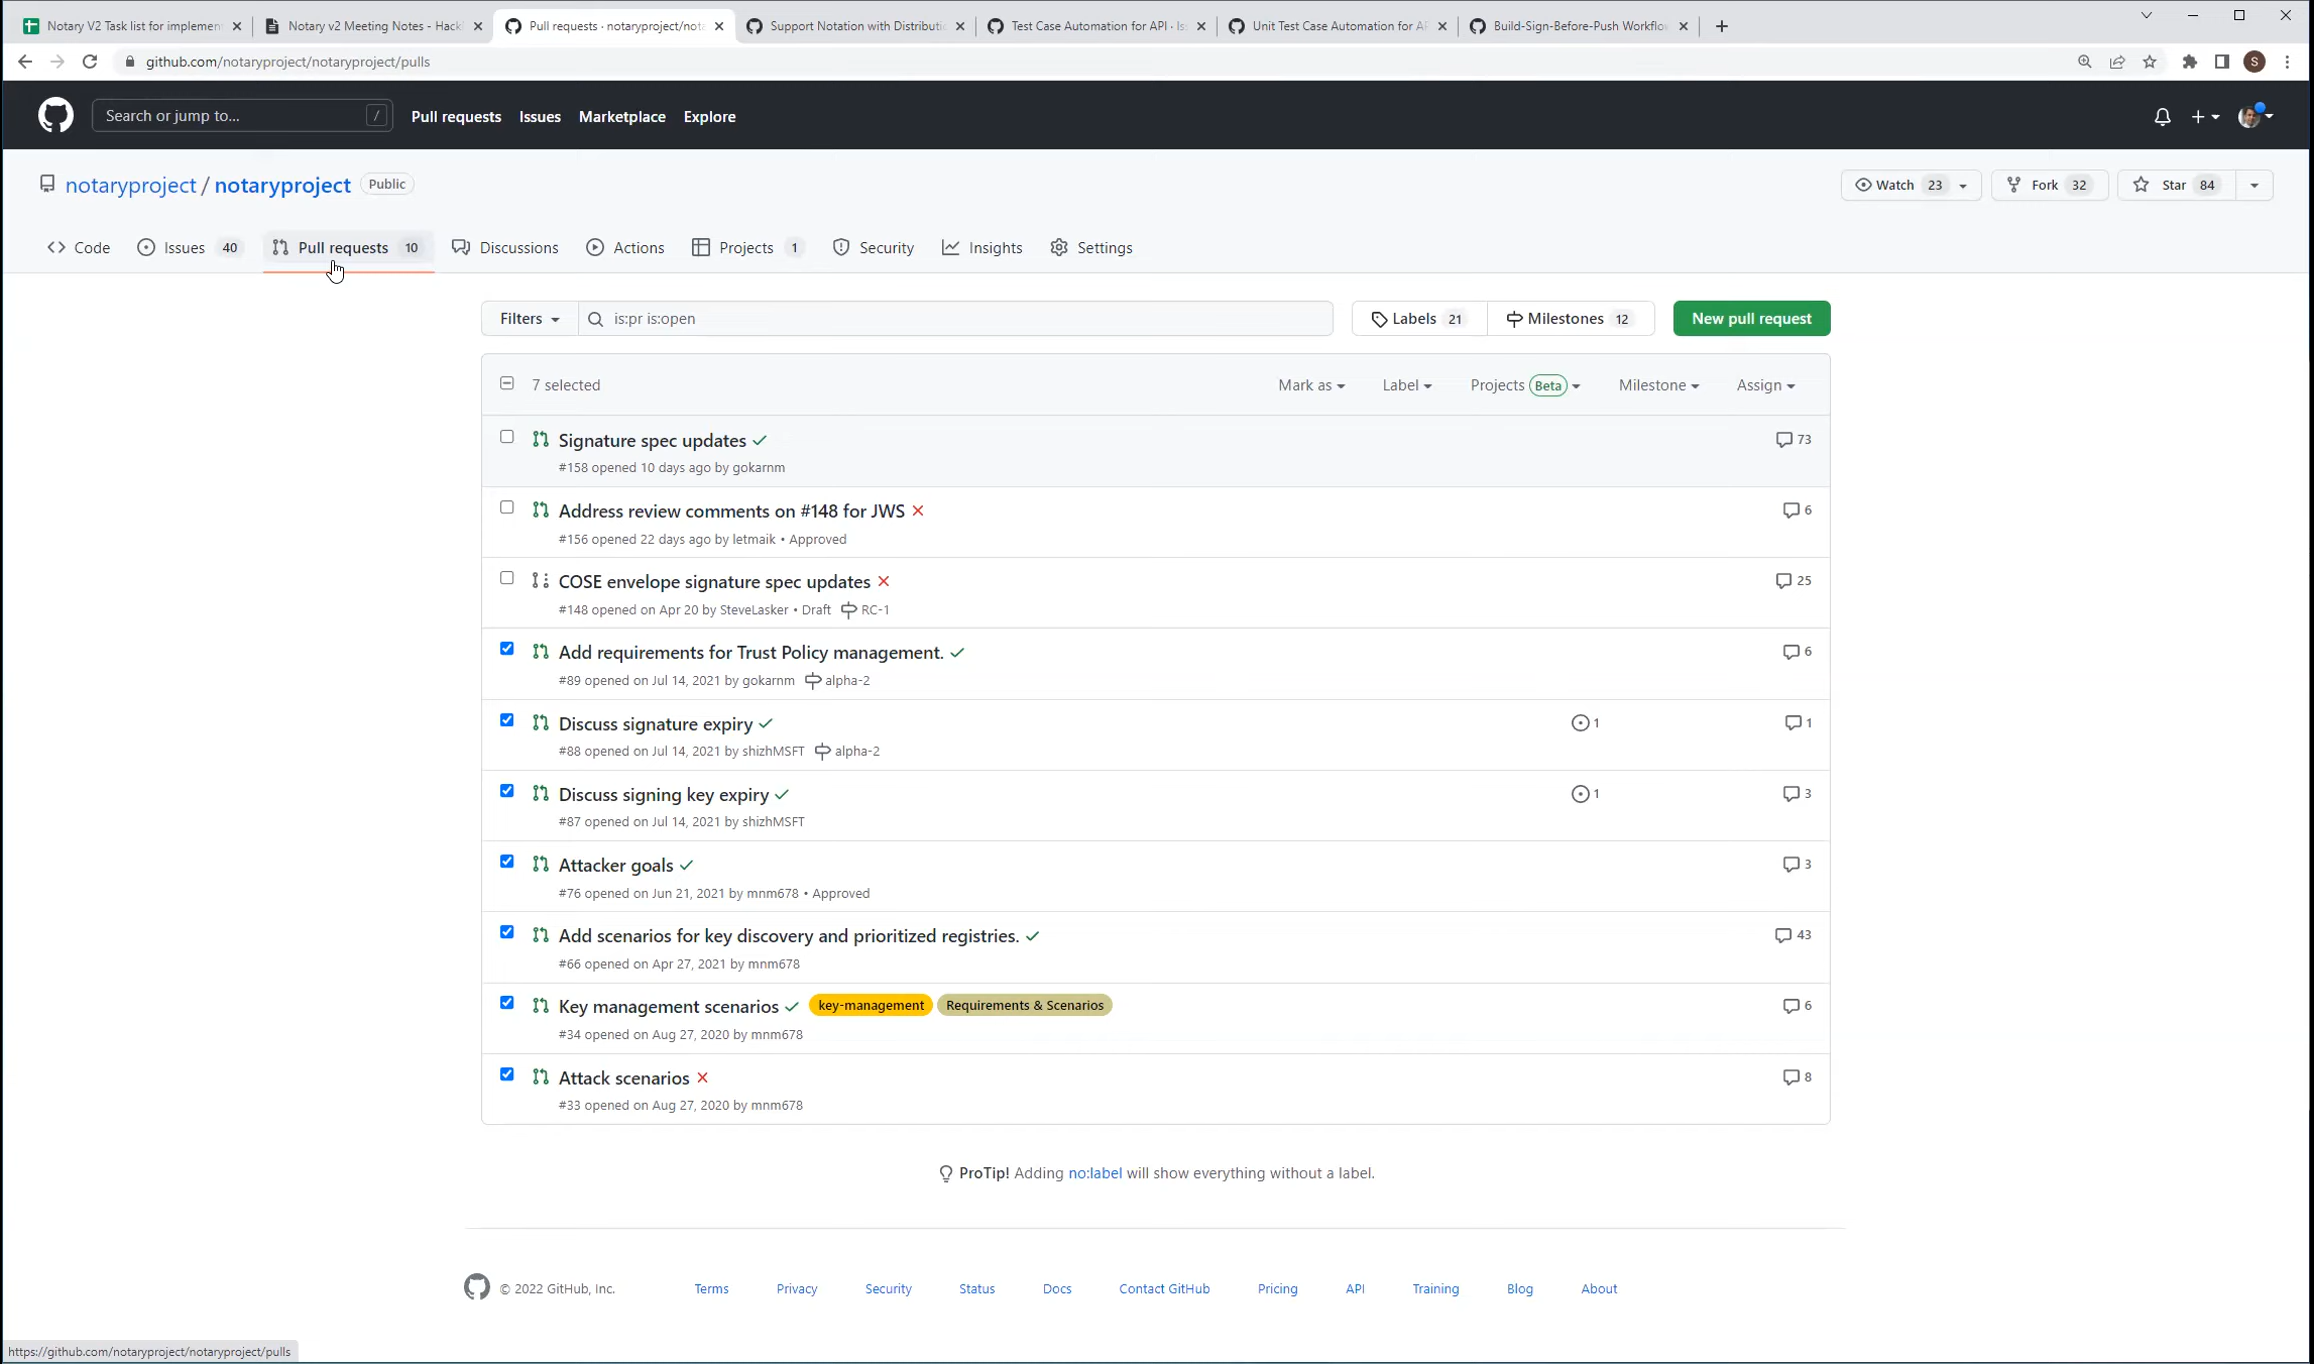 Notary V2 Task list for implemen
Notary v2 Meeting Notes - Hack
Pull requests · notaryproject/not
Support Notation with Distributi
Test Case Automation for API · Is
Unit Test Case Automation for AP
Build-Sign-Before-Push Workflo
github.com/notaryproject/notaryproject/pulls
S
Search or jump to...
/
Pull requests
Issues
Marketplace
Explore
notaryproject / notaryproject Public
Watch 23
Fork 32
Star 84
Code
Issues 40
Pull requests 10
Discussions
Actions
Projects 1
Security
Insights
Settings
Filters
is:pr is:open
Labels 21
Milestones 12
New pull request
7 selected
Mark as
Label
Projects Beta
Milestone
Assign
Signature spec updates
73
#158 opened 10 days ago by gokarnm
Address review comments on #148 for JWS
6
#156 opened 22 days ago by letmaik • Approved
COSE envelope signature spec updates
25
#148 opened on Apr 20 by SteveLasker • Draft RC-1
Add requirements for Trust Policy management.
6
#89 opened on Jul 14, 2021 by gokarnm alpha-2
Discuss signature expiry
1
1
#88 opened on Jul 14, 2021 by shizhMSFT alpha-2
Discuss signing key expiry
1
3
#87 opened on Jul 14, 2021 by shizhMSFT
Attacker goals
3
#76 opened on Jun 21, 2021 by mnm678 • Approved
Add scenarios for key discovery and prioritized registries.
43
#66 opened on Apr 27, 2021 by mnm678
Key management scenarios key-management Requirements & Scenarios
6
#34 opened on Aug 27, 2020 by mnm678
Attack scenarios
8
#33 opened on Aug 27, 2020 by mnm678
ProTip! Adding no:label will show everything without a label.
© 2022 GitHub, Inc.
Terms
Privacy
Security
Status
Docs
Contact GitHub
Pricing
API
Training
Blog
About
https://github.com/notaryproject/notaryproject/pulls